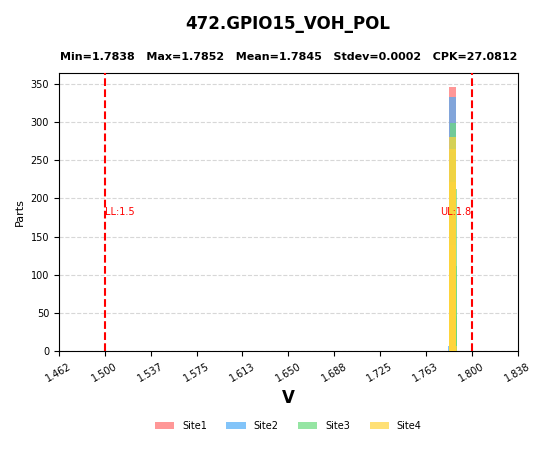 472.GPIO15_VOH_POL
Min=1.7838 Max=1.7852 Mean=1.7845 Stdev=0.0002 CPK=27.0812
350
300
250
200
150
100
50
0
Parts
LL:1.5
UL:1.8
1.462 1.500 1.537 1.575 1.613 1.650 1.688 1.725 1.763 1.800 1.838
V
Site1 Site2 Site3 Site4